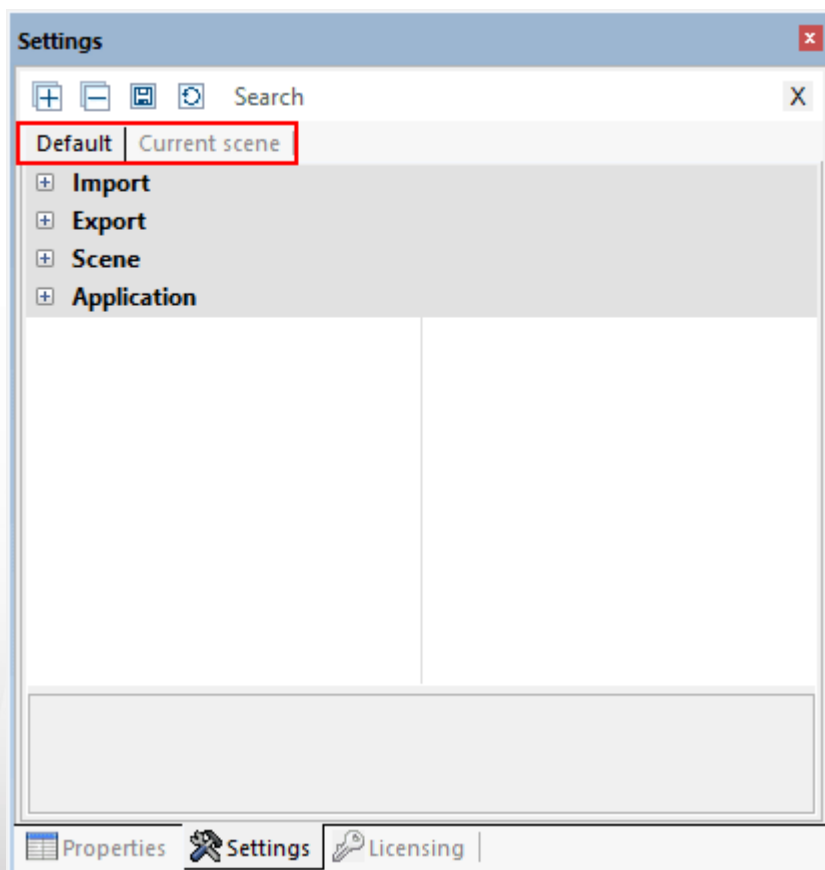 Settings
Search X
Default Current scene
Import
Export
Scene
Application
Properties Settings Licensing